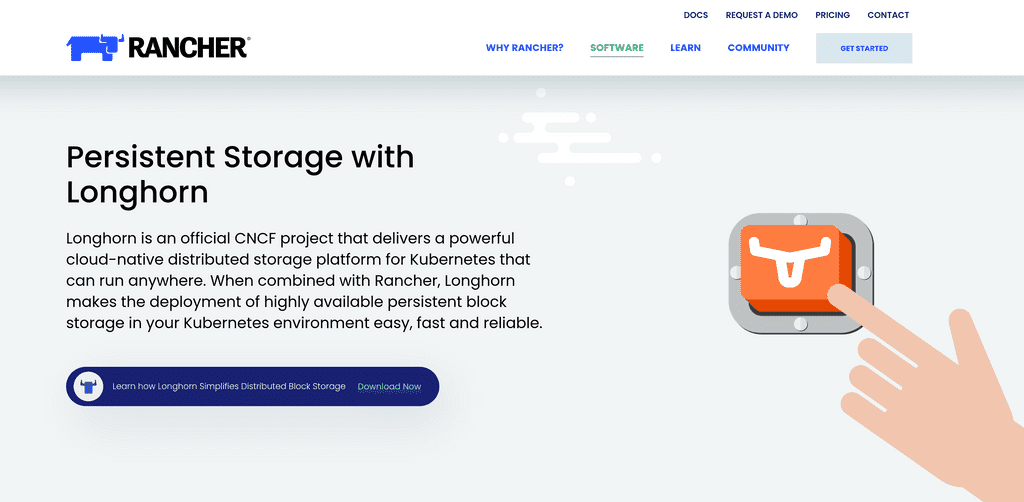 DOCS REQUEST A DEMO PRICING CONTACT
RANCHER®
WHY RANCHER? SOFTWARE LEARN COMMUNITY GET STARTED
Persistent Storage with
Longhorn
Longhorn is an official CNCF project that delivers a powerful
cloud-native distributed storage platform for Kubernetes that
can run anywhere. When combined with Rancher, Longhorn
makes the deployment of highly available persistent block
storage in your Kubernetes environment easy, fast and reliable.
Learn how Longhorn Simplifies Distributed Block Storage Download Now